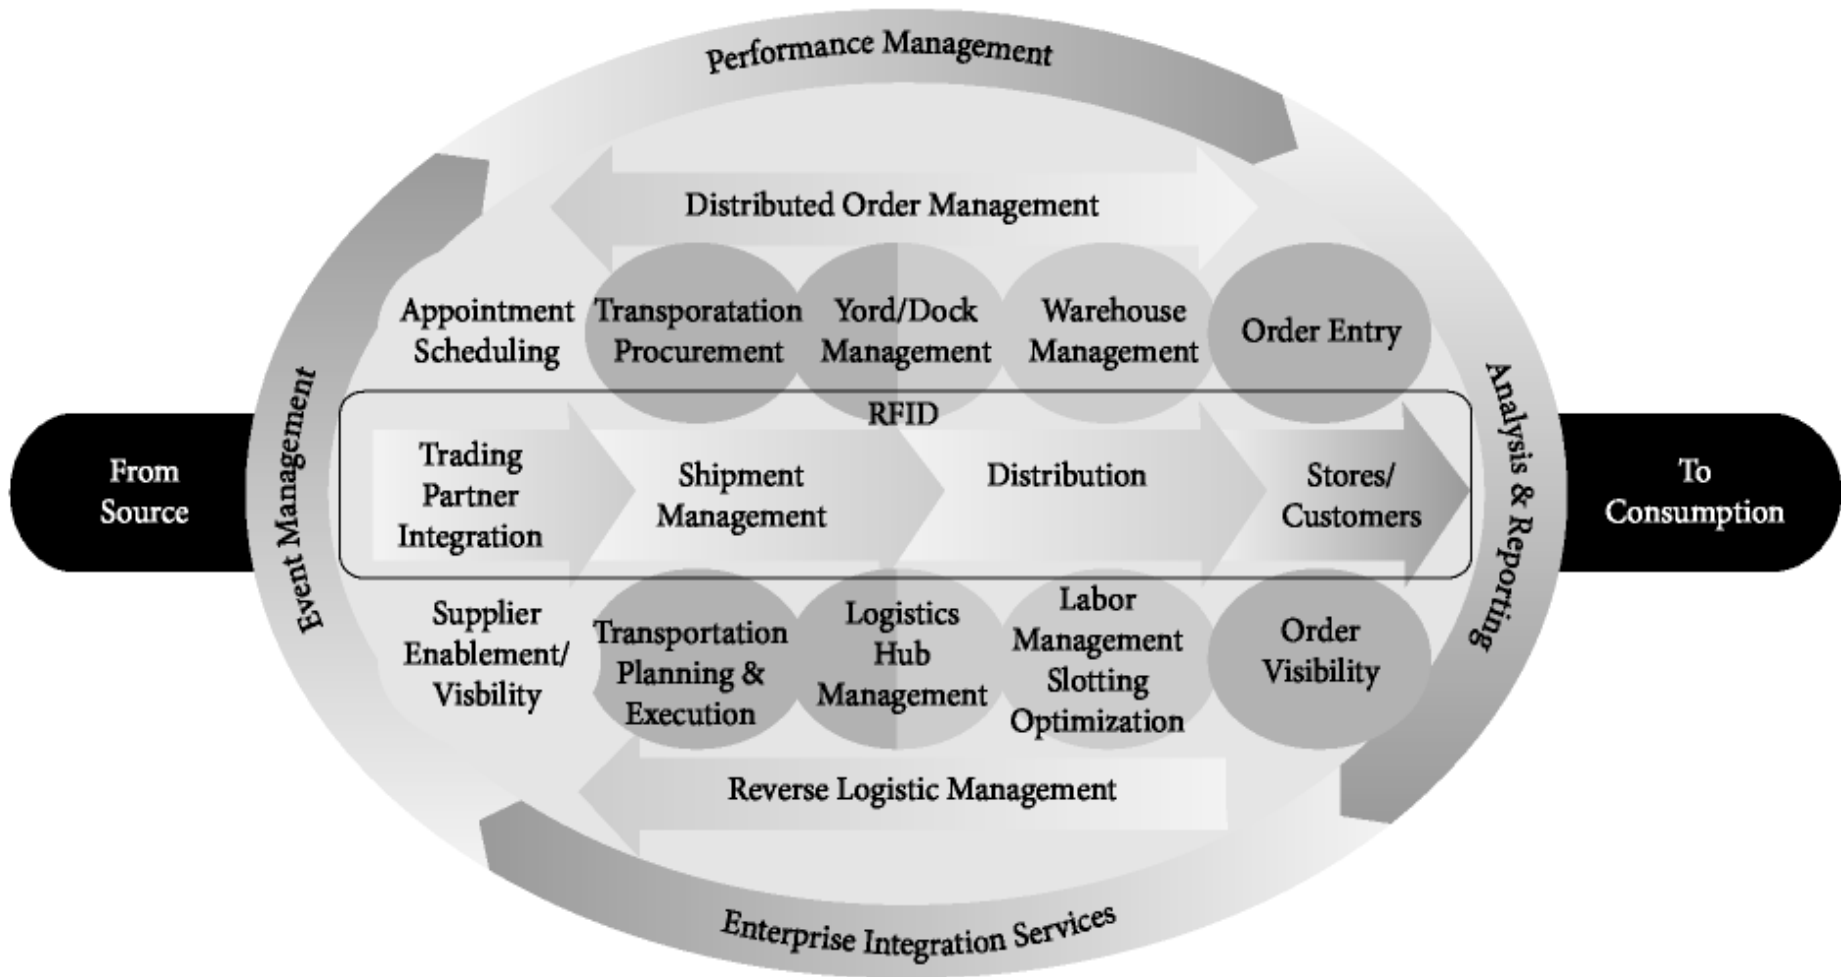 Performance Management
Distributed Order Management
Appointment
Scheduling
Transporatation
Procurement
Yord/Dock
Management
Warehouse
Management
Order Entry
Event Management
RFID
Analysis & Reporting
From
Source
Trading
Partner
Integration
Shipment
Management
Distribution
Stores/
Customers
To
Consumption
Supplier
Enablement/
Visbility
Transportation
Planning &
Execution
Logistics
Hub
Management
Labor
Management
Slotting
Optimization
Order
Visibility
Reverse Logistic Management
Enterprise Integration Services